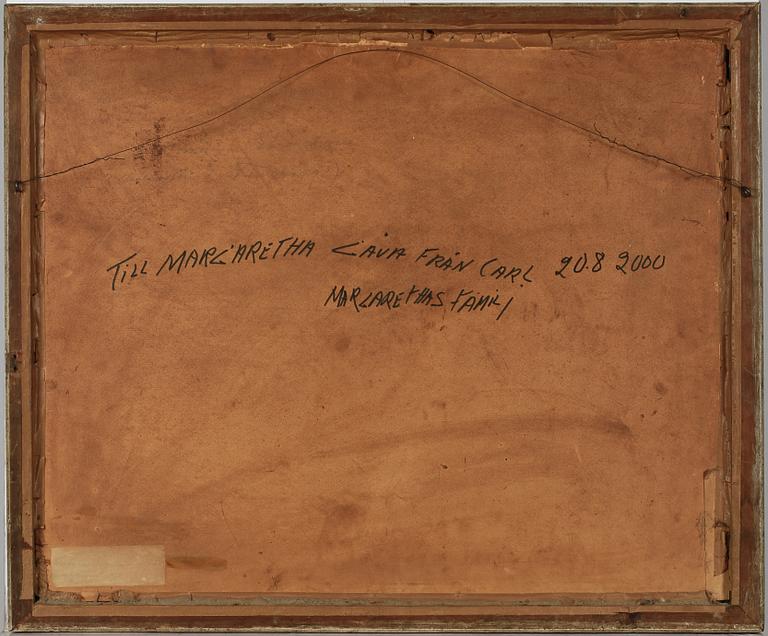 TILL MARGARETHA GÅVA FRÅN CARL 20.8 2000
MARGARETHAS FAMILJ